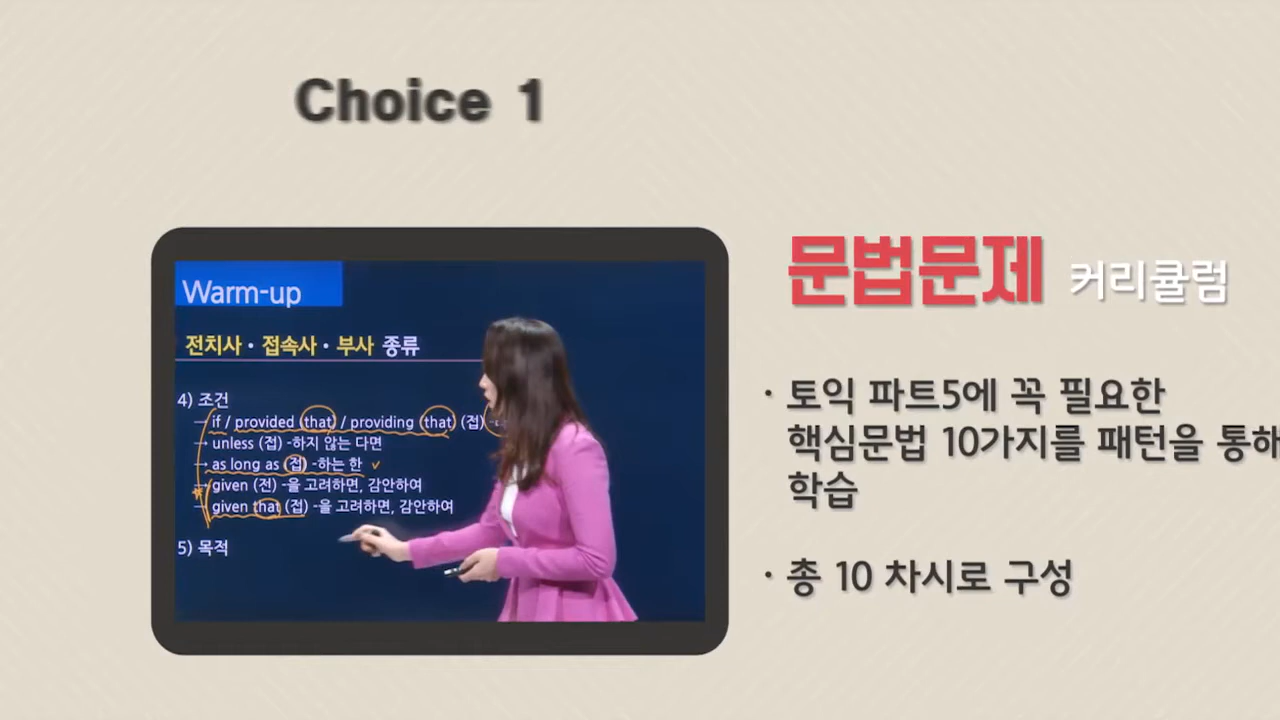 Choice 1
Warm-up
전치사 · 접속사 · 부사 종류
4) 조건
→ if / provided that / providing that (접)
→ unless (접) -하지 않는 다면
→ as long as (접) -하는 한
→ given (전) -을 고려하면, 감안하여
→ given that (접) -을 고려하면, 감안하여
5) 목적
문법문제 커리큘럼
· 토익 파트5에 꼭 필요한
핵심문법 10가지를 패턴을 통해
학습
· 총 10 차시로 구성